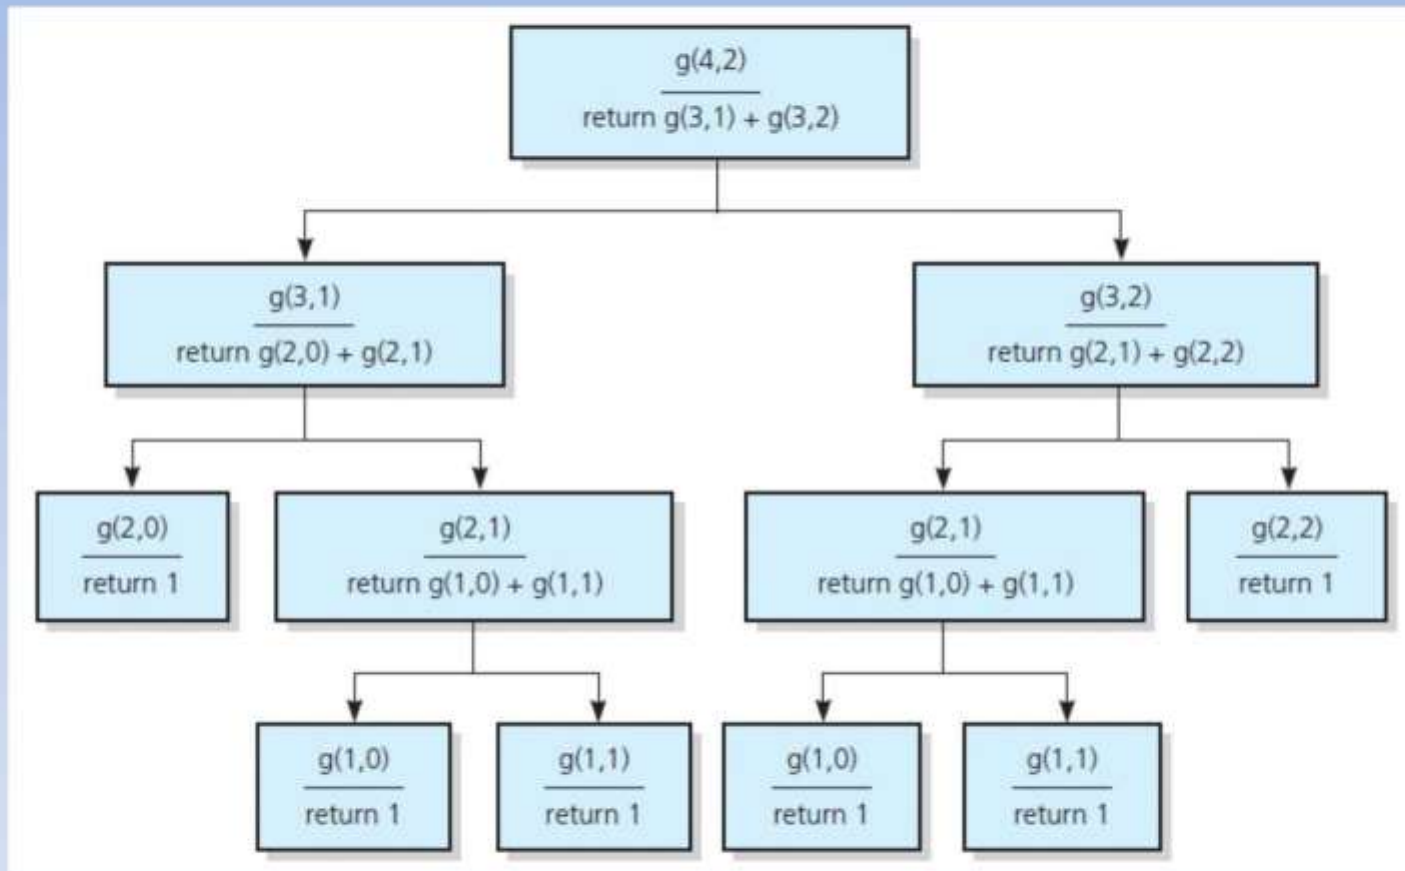 g(4,2)
return g(3,1) + g(3,2)
g(3,1)
return g(2,0) + g(2,1)
g(3,2)
return g(2,1) + g(2,2)
g(2,0)
return 1
g(2,1)
return g(1,0) + g(1,1)
g(2,1)
return g(1,0) + g(1,1)
g(2,2)
return 1
g(1,0)
return 1
g(1,1)
return 1
g(1,0)
return 1
g(1,1)
return 1